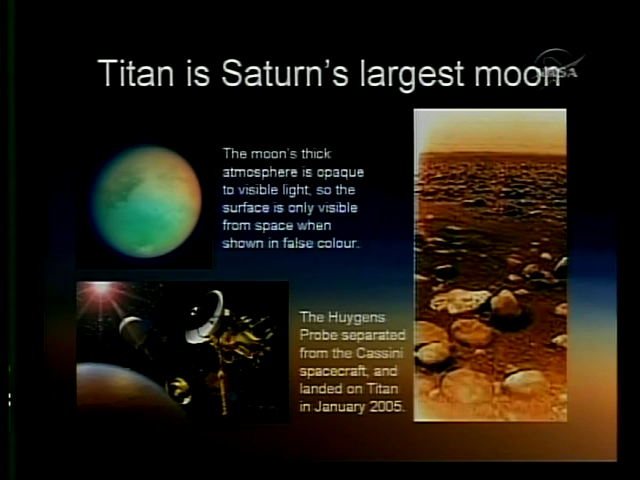 Titan is Saturn's largest moon
NASA
The moon's thick
atmosphere is opaque
to visible light, so the
surface is only visible
from space when
shown in false colour.
The Huygens
Probe separated
from the Cassini
spacecraft, and
landed on Titan
in January 2005.